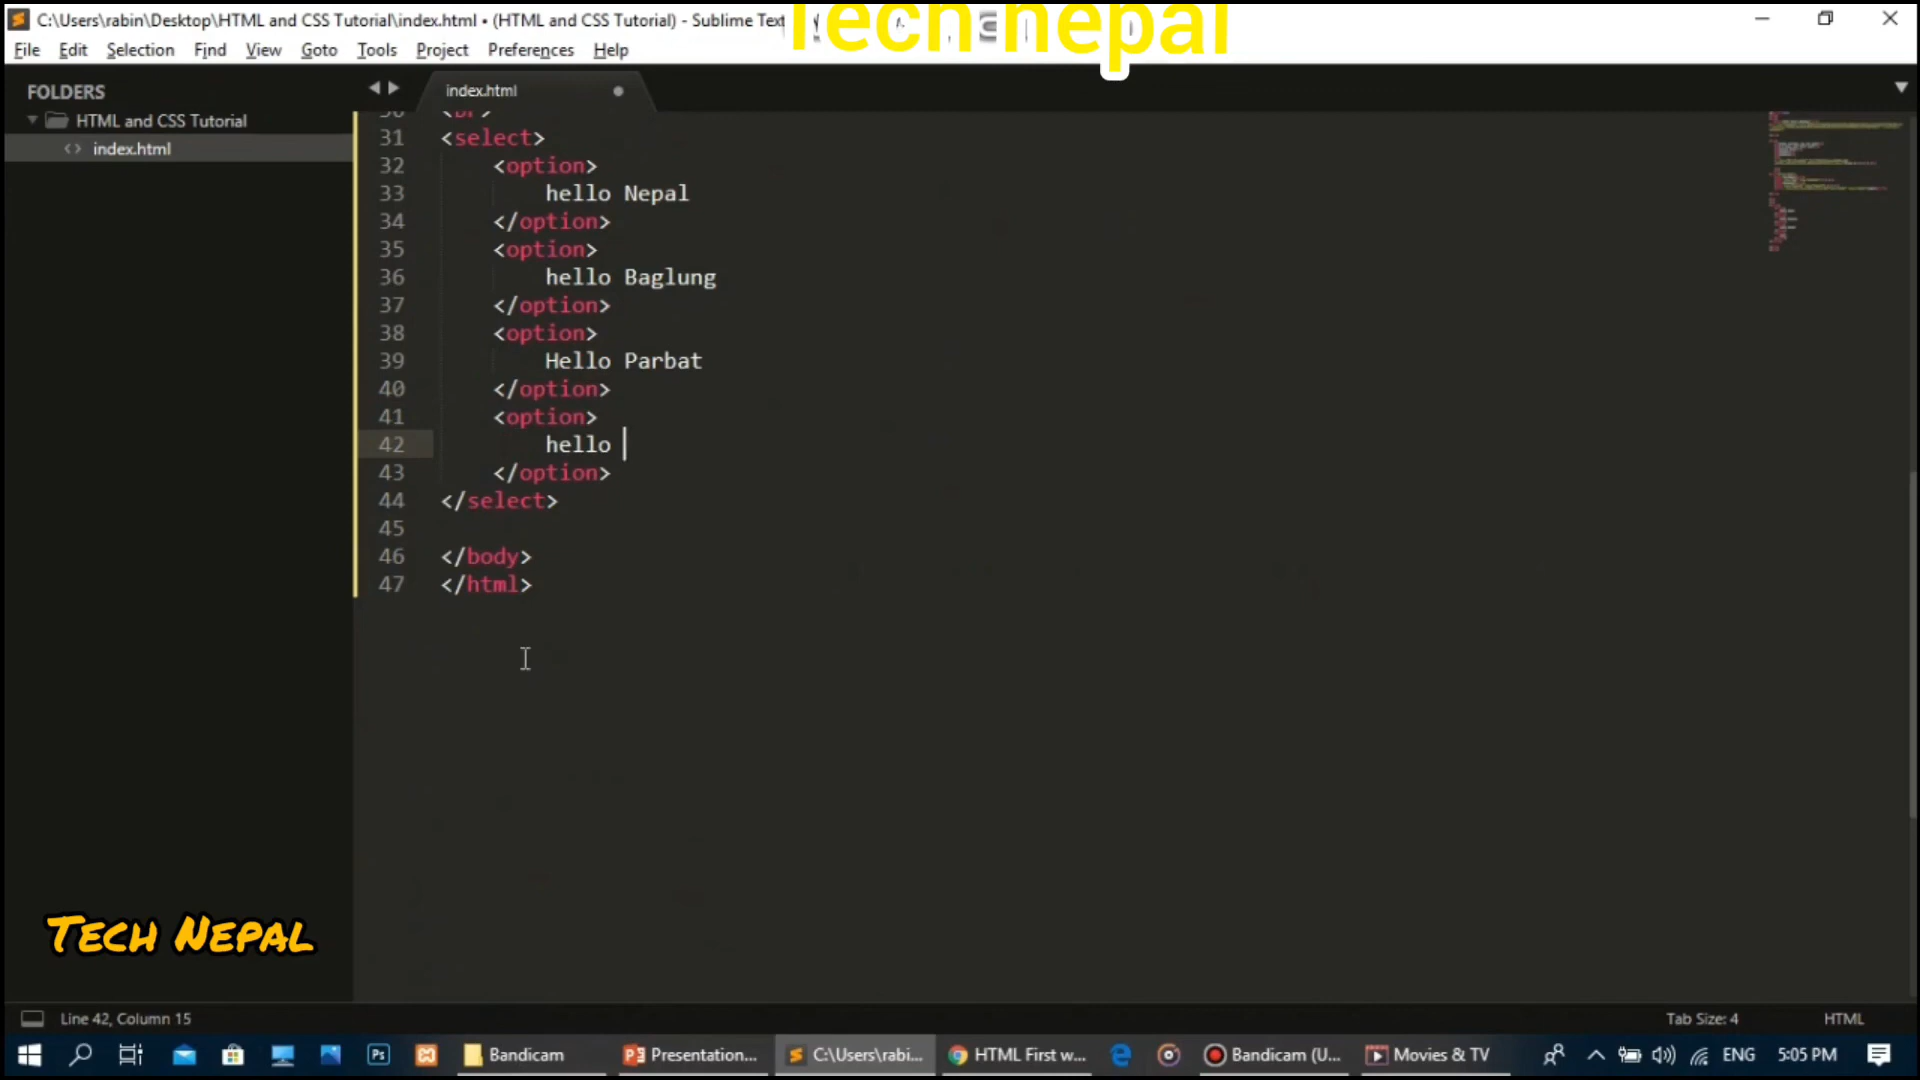 C:\Users\rabin\Desktop\HTML and CSS Tutorial\index.html • (HTML and CSS Tutorial) - Sublime Text
Tech nepal
File Edit Selection Find View Goto Tools Project Preferences Help
FOLDERS
HTML and CSS Tutorial
index.html
index.html
30 <br>
31 <select>
32 <option>
33 hello Nepal
34 </option>
35 <option>
36 hello Baglung
37 </option>
38 <option>
39 Hello Parbat
40 </option>
41 <option>
42 hello
43 </option>
44 </select>
45
46 </body>
47 </html>
TECH NEPAL
Line 42, Column 15 Tab Size: 4 HTML
Bandicam Presentation... C:\Users\rabi... HTML First w... Bandicam (U... Movies & TV ENG 5:05 PM